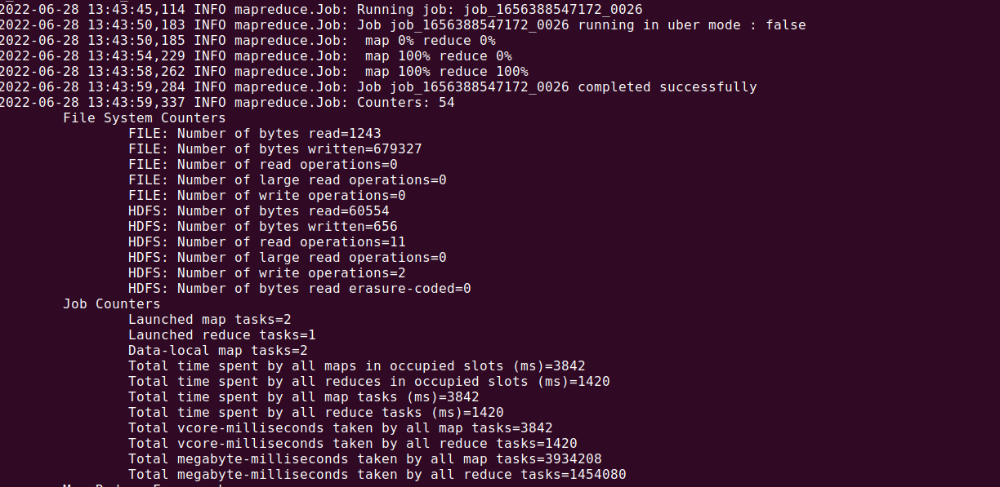 2022-06-28 13:43:45,114 INFO mapreduce.Job: Running job: job_1656388547172_0026
2022-06-28 13:43:50,183 INFO mapreduce.Job: Job job_1656388547172_0026 running in uber mode : false
2022-06-28 13:43:50,185 INFO mapreduce.Job:  map 0% reduce 0%
2022-06-28 13:43:54,229 INFO mapreduce.Job:  map 100% reduce 0%
2022-06-28 13:43:58,262 INFO mapreduce.Job:  map 100% reduce 100%
2022-06-28 13:43:59,284 INFO mapreduce.Job: Job job_1656388547172_0026 completed successfully
2022-06-28 13:43:59,337 INFO mapreduce.Job: Counters: 54
File System Counters
FILE: Number of bytes read=1243
FILE: Number of bytes written=679327
FILE: Number of read operations=0
FILE: Number of large read operations=0
FILE: Number of write operations=0
HDFS: Number of bytes read=60554
HDFS: Number of bytes written=656
HDFS: Number of read operations=11
HDFS: Number of large read operations=0
HDFS: Number of write operations=2
HDFS: Number of bytes read erasure-coded=0
Job Counters
Launched map tasks=2
Launched reduce tasks=1
Data-local map tasks=2
Total time spent by all maps in occupied slots (ms)=3842
Total time spent by all reduces in occupied slots (ms)=1420
Total time spent by all map tasks (ms)=3842
Total time spent by all reduce tasks (ms)=1420
Total vcore-milliseconds taken by all map tasks=3842
Total vcore-milliseconds taken by all reduce tasks=1420
Total megabyte-milliseconds taken by all map tasks=3934208
Total megabyte-milliseconds taken by all reduce tasks=1454080